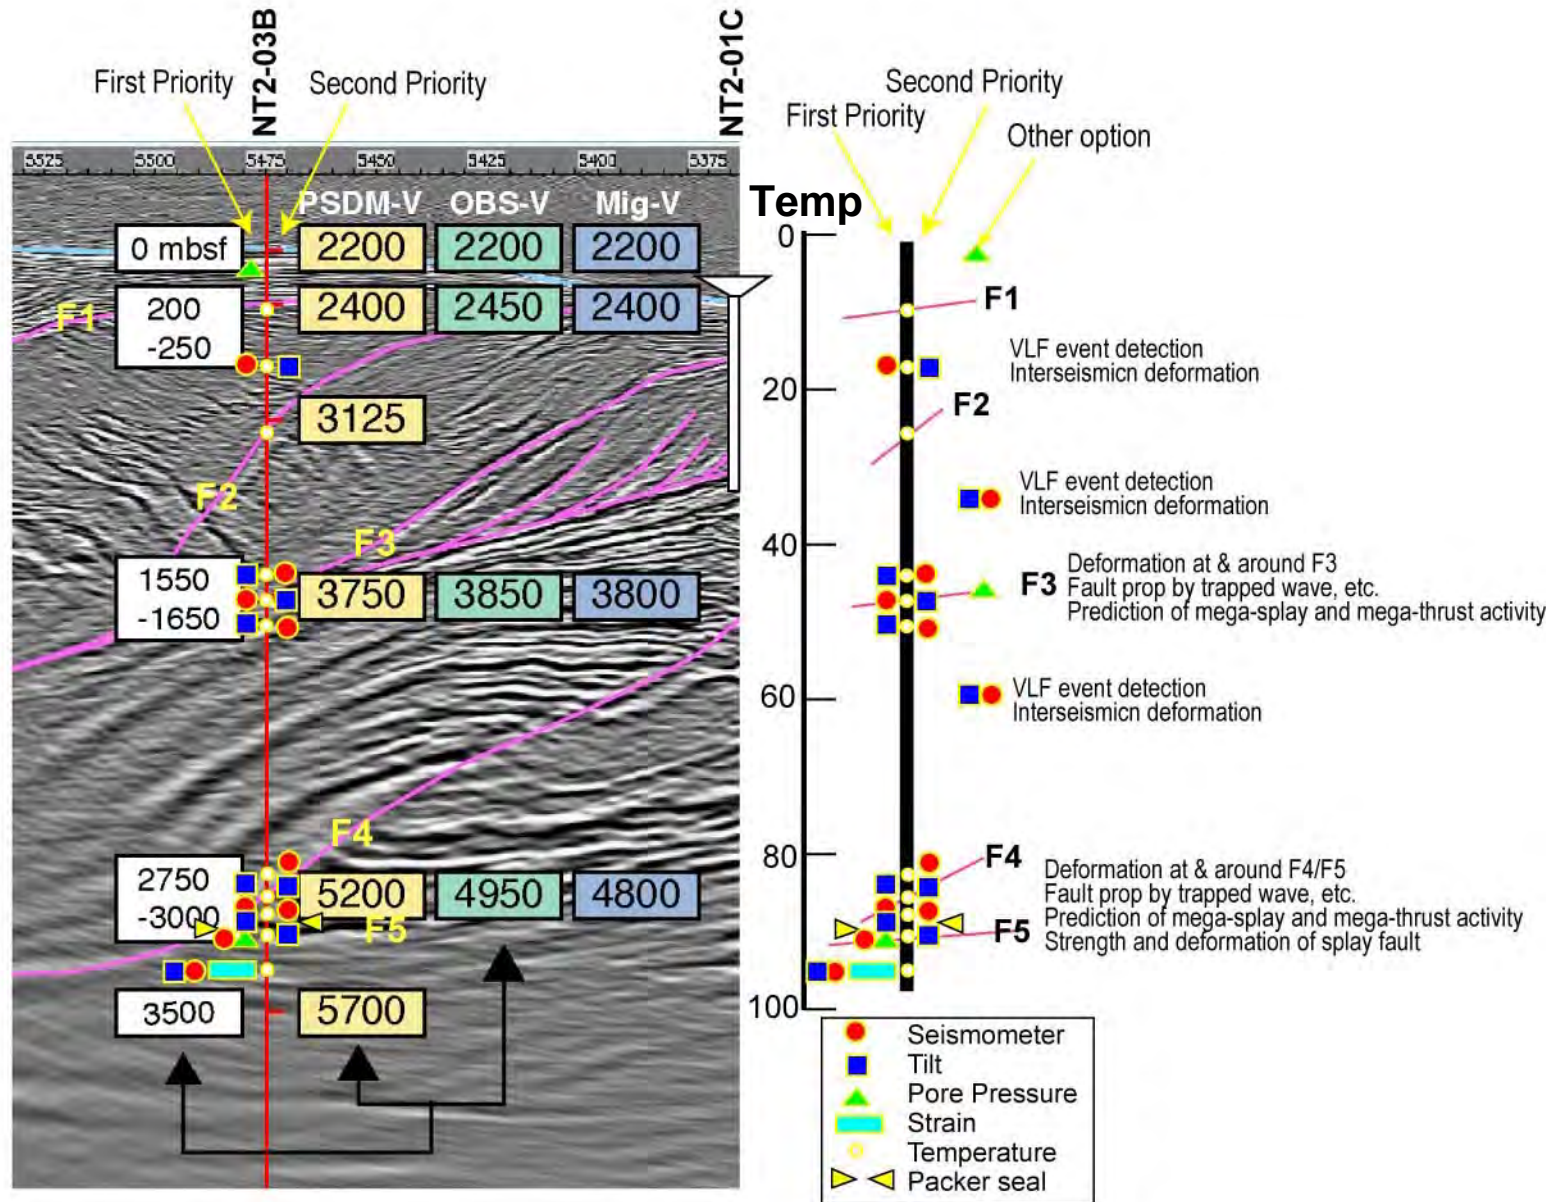 NT2-03B
NT2-01C
First Priority
Second Priority
5525 5500 5475 5450 5425 5400 5375
PSDM-V OBS-V Mig-V
0 mbsf
2200 2200 2200
F1
200
-250
2400 2450 2400
3125
F2
F3
1550
-1650
3750 3850 3800
F4
2750
-3000
5200 4950 4800
F5
3500
5700
First Priority
Second Priority
Other option
Temp
0
20
40
60
80
100
F1
VLF event detection
Interseismicn deformation
F2
VLF event detection
Interseismicn deformation
F3
Deformation at & around F3
Fault prop by trapped wave, etc.
Prediction of mega-splay and mega-thrust activity
VLF event detection
Interseismicn deformation
F4
Deformation at & around F4/F5
Fault prop by trapped wave, etc.
Prediction of mega-splay and mega-thrust activity
F5
Strength and deformation of splay fault
Seismometer
Tilt
Pore Pressure
Strain
Temperature
Packer seal